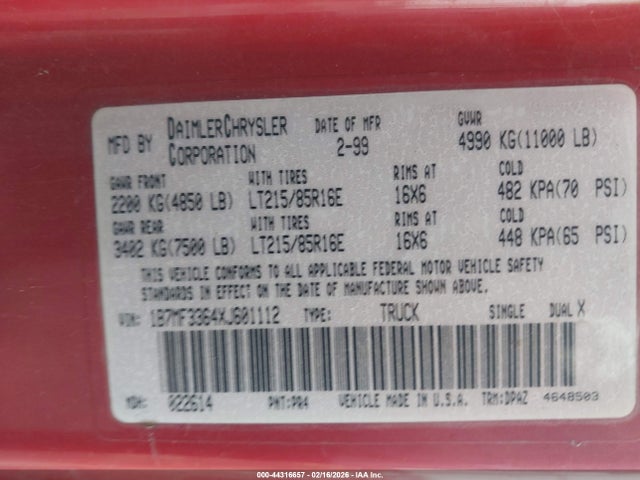 MFD BY DAIMLERCHRYSLER CORPORATION DATE OF MFR 2-99 GVWR 4990 KG(11000 LB)
GAWR FRONT WITH TIRES RIMS AT COLD
2200 KG(4850 LB) LT215/85R16E 16X6 482 KPA(70 PSI)
GAWR REAR WITH TIRES RIMS AT COLD
3402 KG(7500 LB) LT215/85R16E 16X6 448 KPA(65 PSI)
THIS VEHICLE CONFORMS TO ALL APPLICABLE FEDERAL MOTOR VEHICLE SAFETY
STANDARDS IN EFFECT ON THE DATE OF MANUFACTURE SHOWN ABOVE.
VIN: 1B7MF3364XJ601112 TYPE: TRUCK SINGLE DUAL X
MDH: 022614 PNT:PR4 VEHICLE MADE IN U.S.A. TRM:DPAZ 4648503
000-44316657 - 02/16/2026 - IAA Inc.